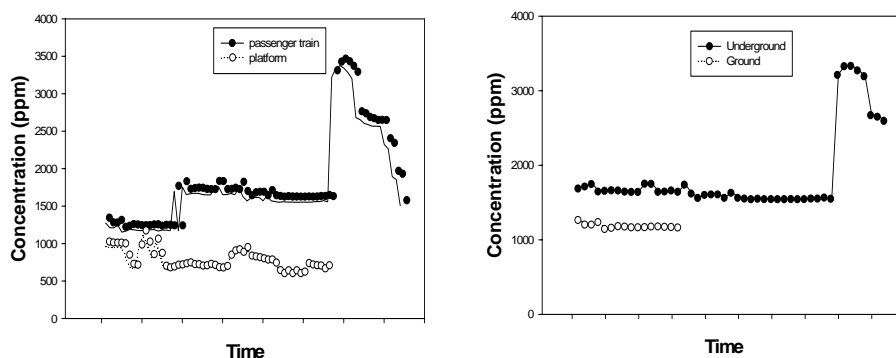 4000
3500
3000
2500
2000
1500
1000
500
0
Concentration (ppm)
passenger train
platform
Time
4000
3000
2000
1000
0
Concentration (ppm)
Underground
Ground
Time